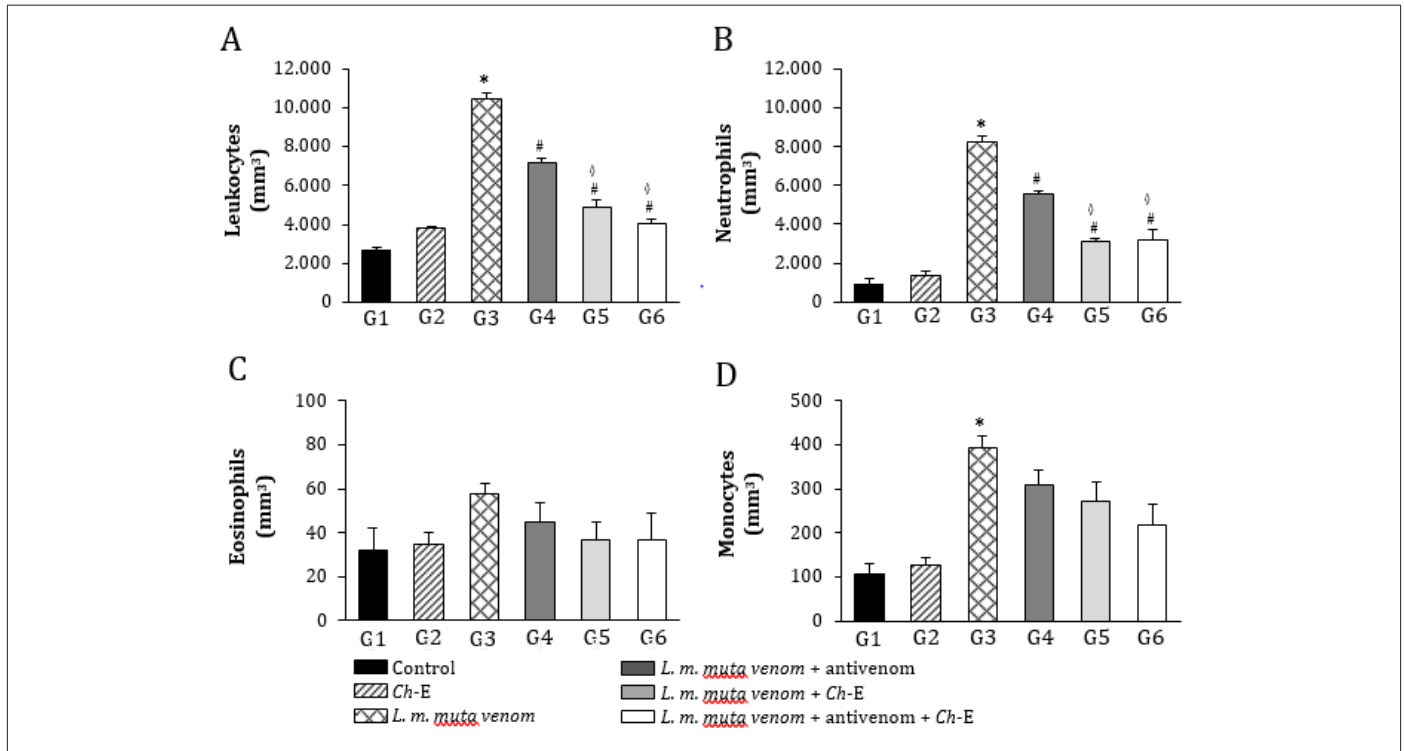 A
Leukocytes
(mm³)
12.000
10.000
8.000
6.000
4.000
2.000
0
*
#
◊
#
◊
#
G1 G2 G3 G4 G5 G6
B
Neutrophils
(mm³)
12.000
10.000
8.000
6.000
4.000
2.000
0
*
#
◊
#
◊
#
G1 G2 G3 G4 G5 G6
C
Eosinophils
(mm³)
100
80
60
40
20
0
G1 G2 G3 G4 G5 G6
D
Monocytes
(mm³)
500
400
300
200
100
0
*
G1 G2 G3 G4 G5 G6
Control
Ch-E
L. m. muta venom
L. m. muta venom + antivenom
L. m. muta venom + Ch-E
L. m. muta venom + antivenom + Ch-E